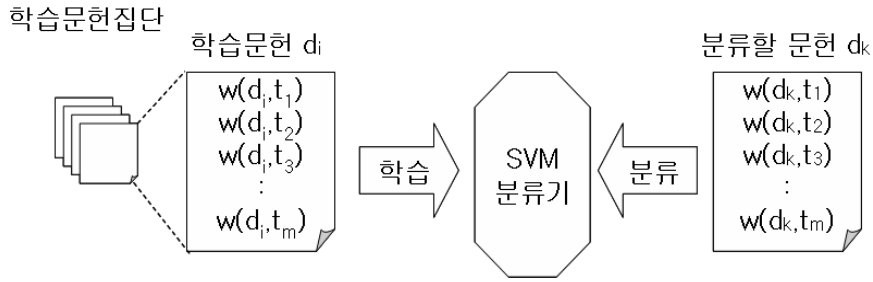 학습문헌집단
학습문헌 di
w(di,t1)
w(di,t2)
w(di,t3)
:
w(di,tm)
학습
SVM
분류기
분류
분류할 문헌 dk
w(dk,t1)
w(dk,t2)
w(dk,t3)
:
w(dk,tm)